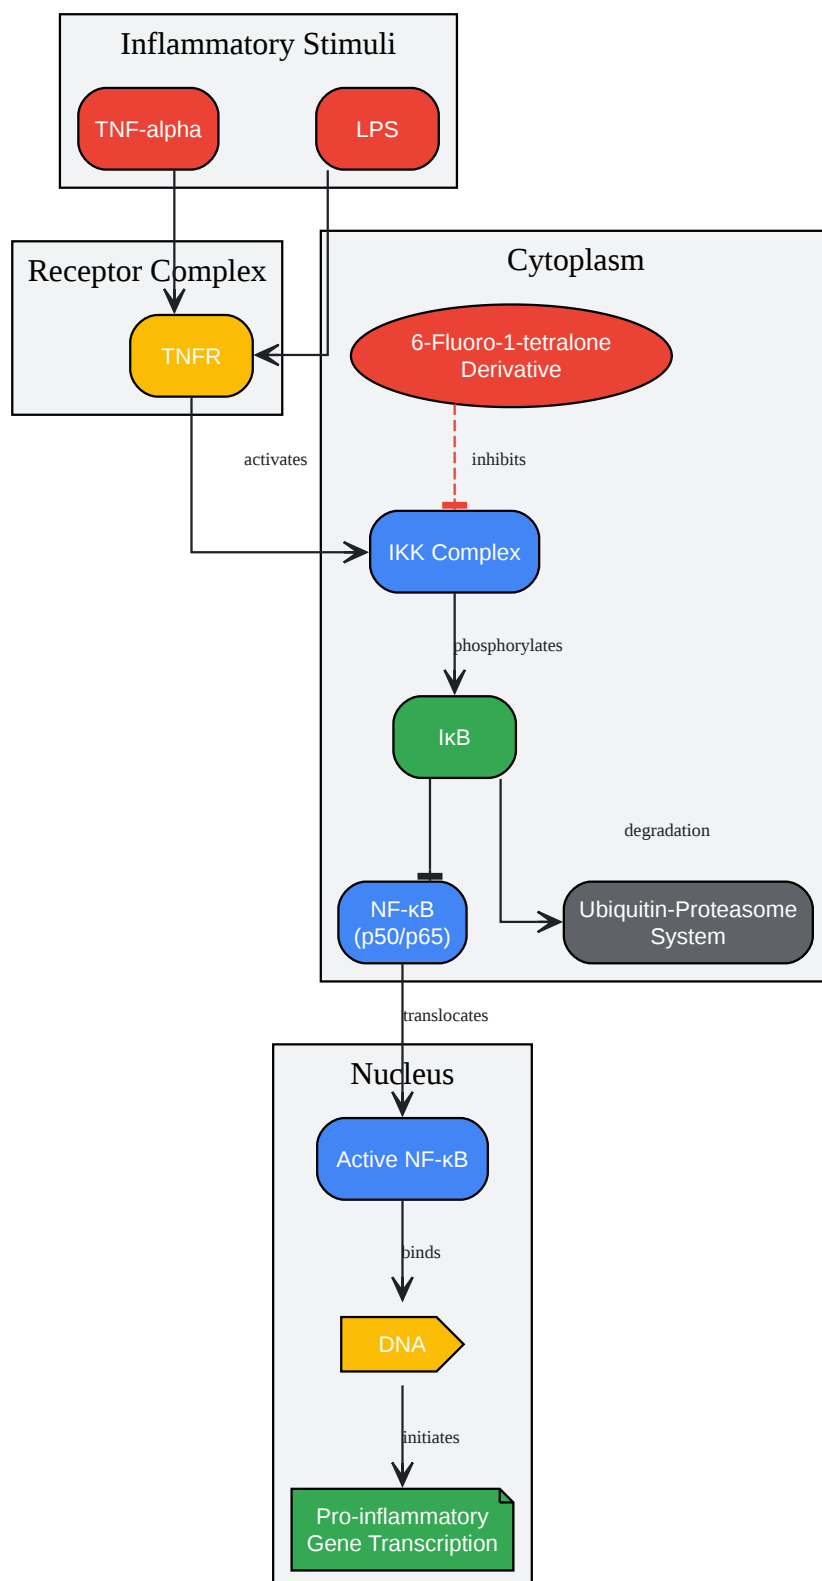 Inflammatory Stimuli
TNF-alpha
LPS
Receptor Complex
Cytoplasm
TNFR
6-Fluoro-1-tetralone
Derivative
activates
inhibits
IKK Complex
phosphorylates
IκB
degradation
NF-κB
(p50/p65)
Ubiquitin-Proteasome
System
translocates
Nucleus
Active NF-κB
binds
DNA
initiates
Pro-inflammatory
Gene Transcription